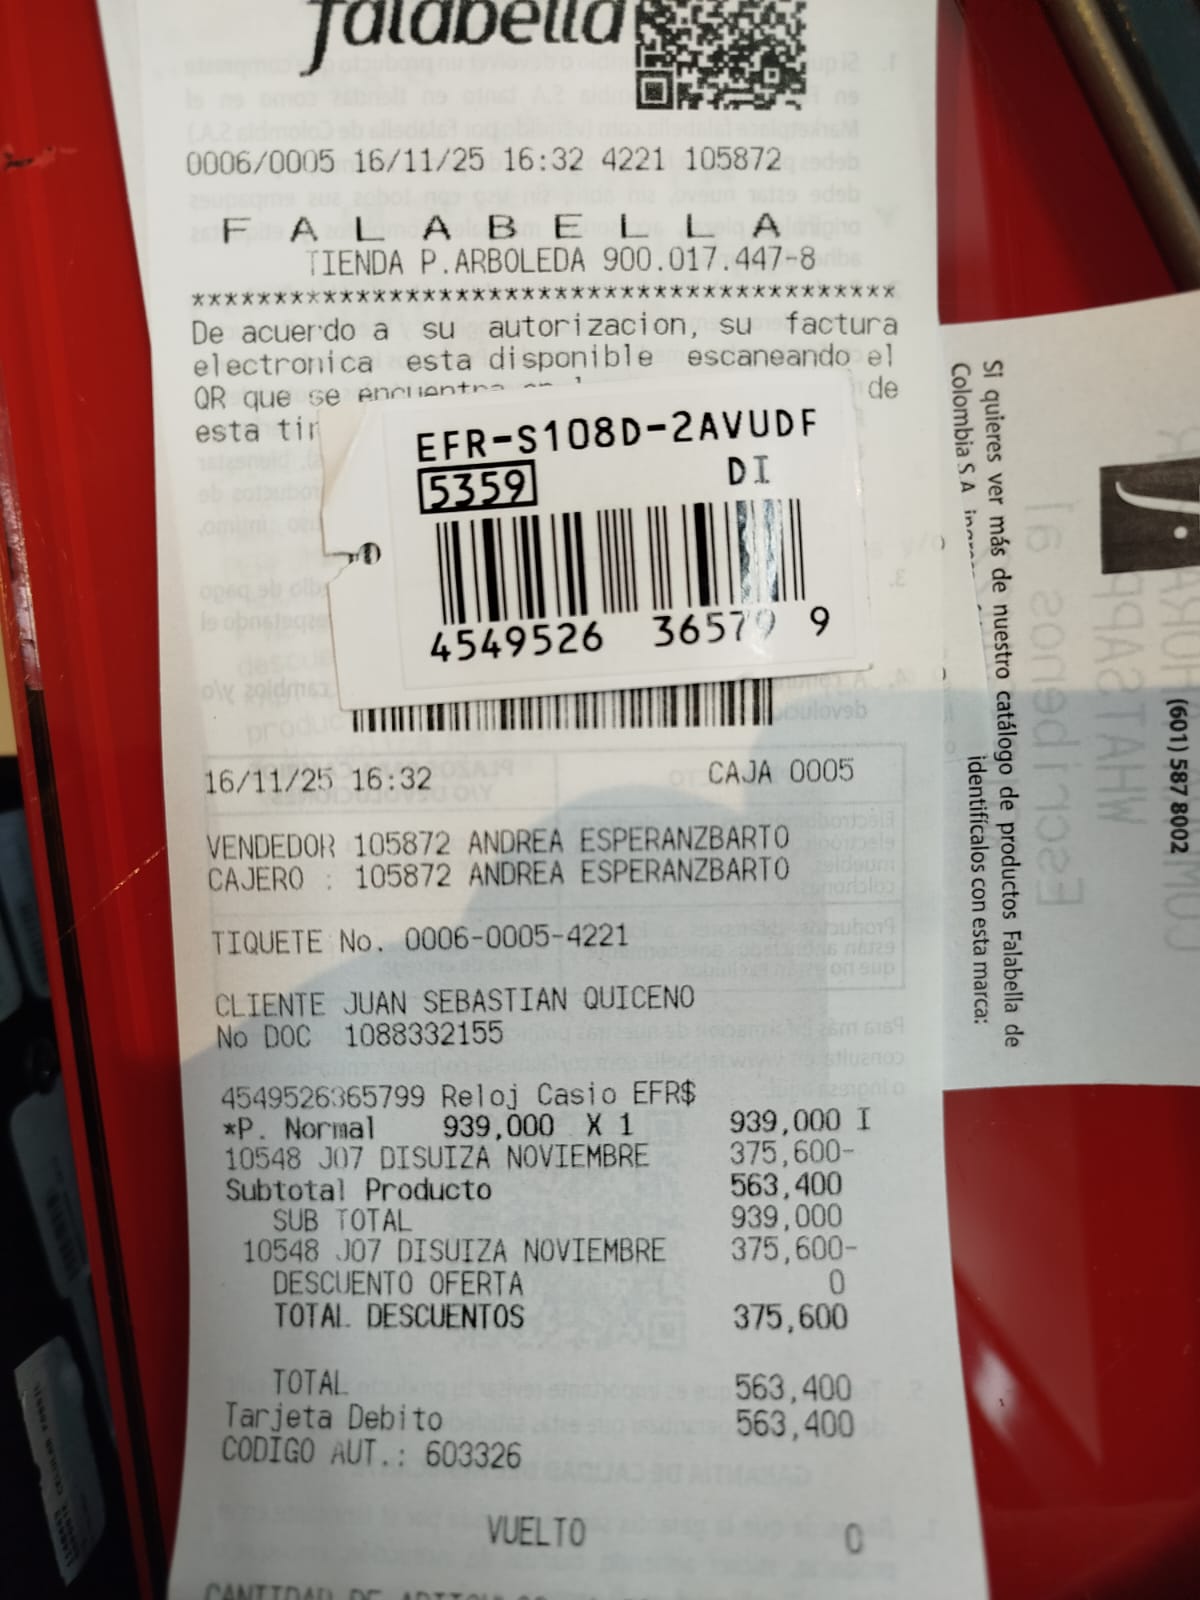 falabella
0006/0005 16/11/25 16:32 4221 105872
F A L A B E L L A
TIENDA P.ARBOLEDA 900.017.447-8
*******************************************
De acuerdo a su autorizacion, su factura
electronica esta disponible escaneando el
QR que se encuentra de
esta tir
EFR-S108D-2AVUDF
5359 DI
4549526 36579 9
16/11/25 16:32 CAJA 0005
VENDEDOR 105872 ANDREA ESPERANZBARTO
CAJERO : 105872 ANDREA ESPERANZBARTO
TIQUETE No. 0006-0005-4221
CLIENTE JUAN SEBASTIAN QUICENO
No DOC 1088332155
4549526365799 Reloj Casio EFR$
*P. Normal 939,000 X 1 939,000 I
10548 J07 DISUIZA NOVIEMBRE 375,600-
Subtotal Producto 563,400
SUB TOTAL 939,000
10548 J07 DISUIZA NOVIEMBRE 375,600-
DESCUENTO OFERTA 0
TOTAL DESCUENTOS 375,600
TOTAL 563,400
Tarjeta Debito 563,400
CODIGO AUT.: 603326
VUELTO 0
CANTIDAD DE
Si quieres ver más de nuestro catálogo de productos Falabella de
Colombia S.A identifícalos con esta marca:
f.
(601) 587 8002